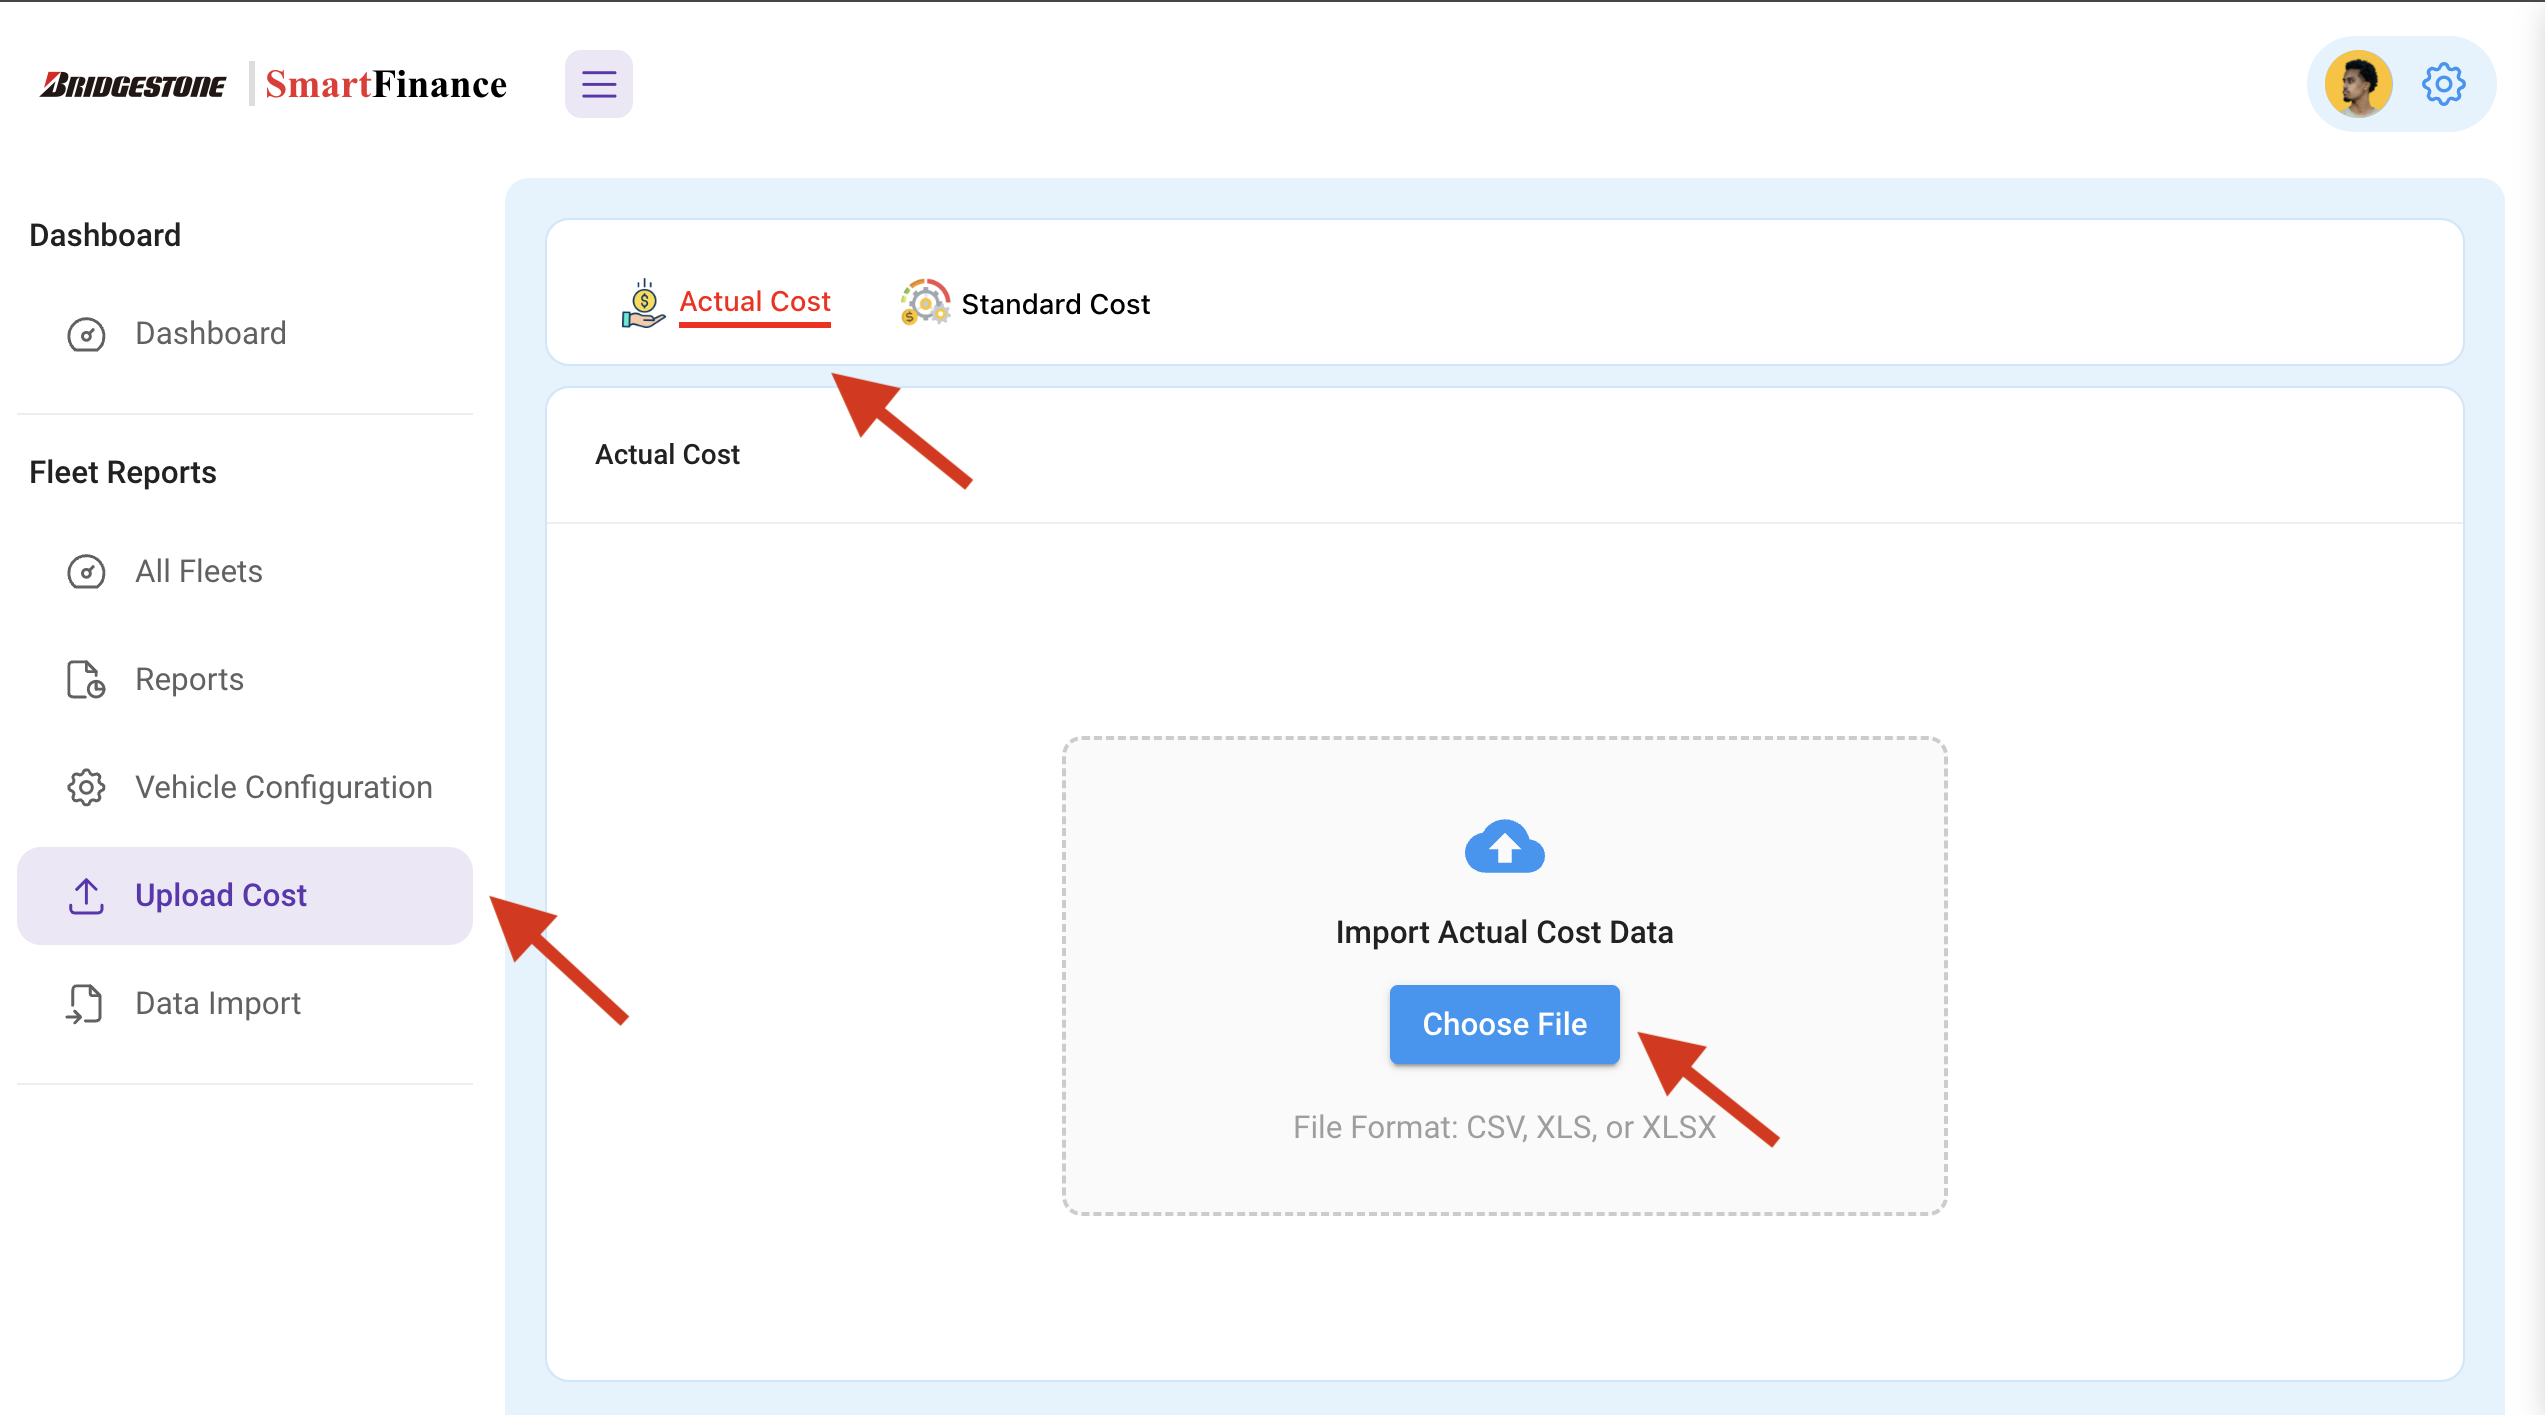 BRIDGESTONE SmartFinance
Dashboard
Dashboard
Fleet Reports
All Fleets
Reports
Vehicle Configuration
Upload Cost
Data Import
Actual Cost
Standard Cost
Actual Cost
Import Actual Cost Data
Choose File
File Format: CSV, XLS, or XLSX